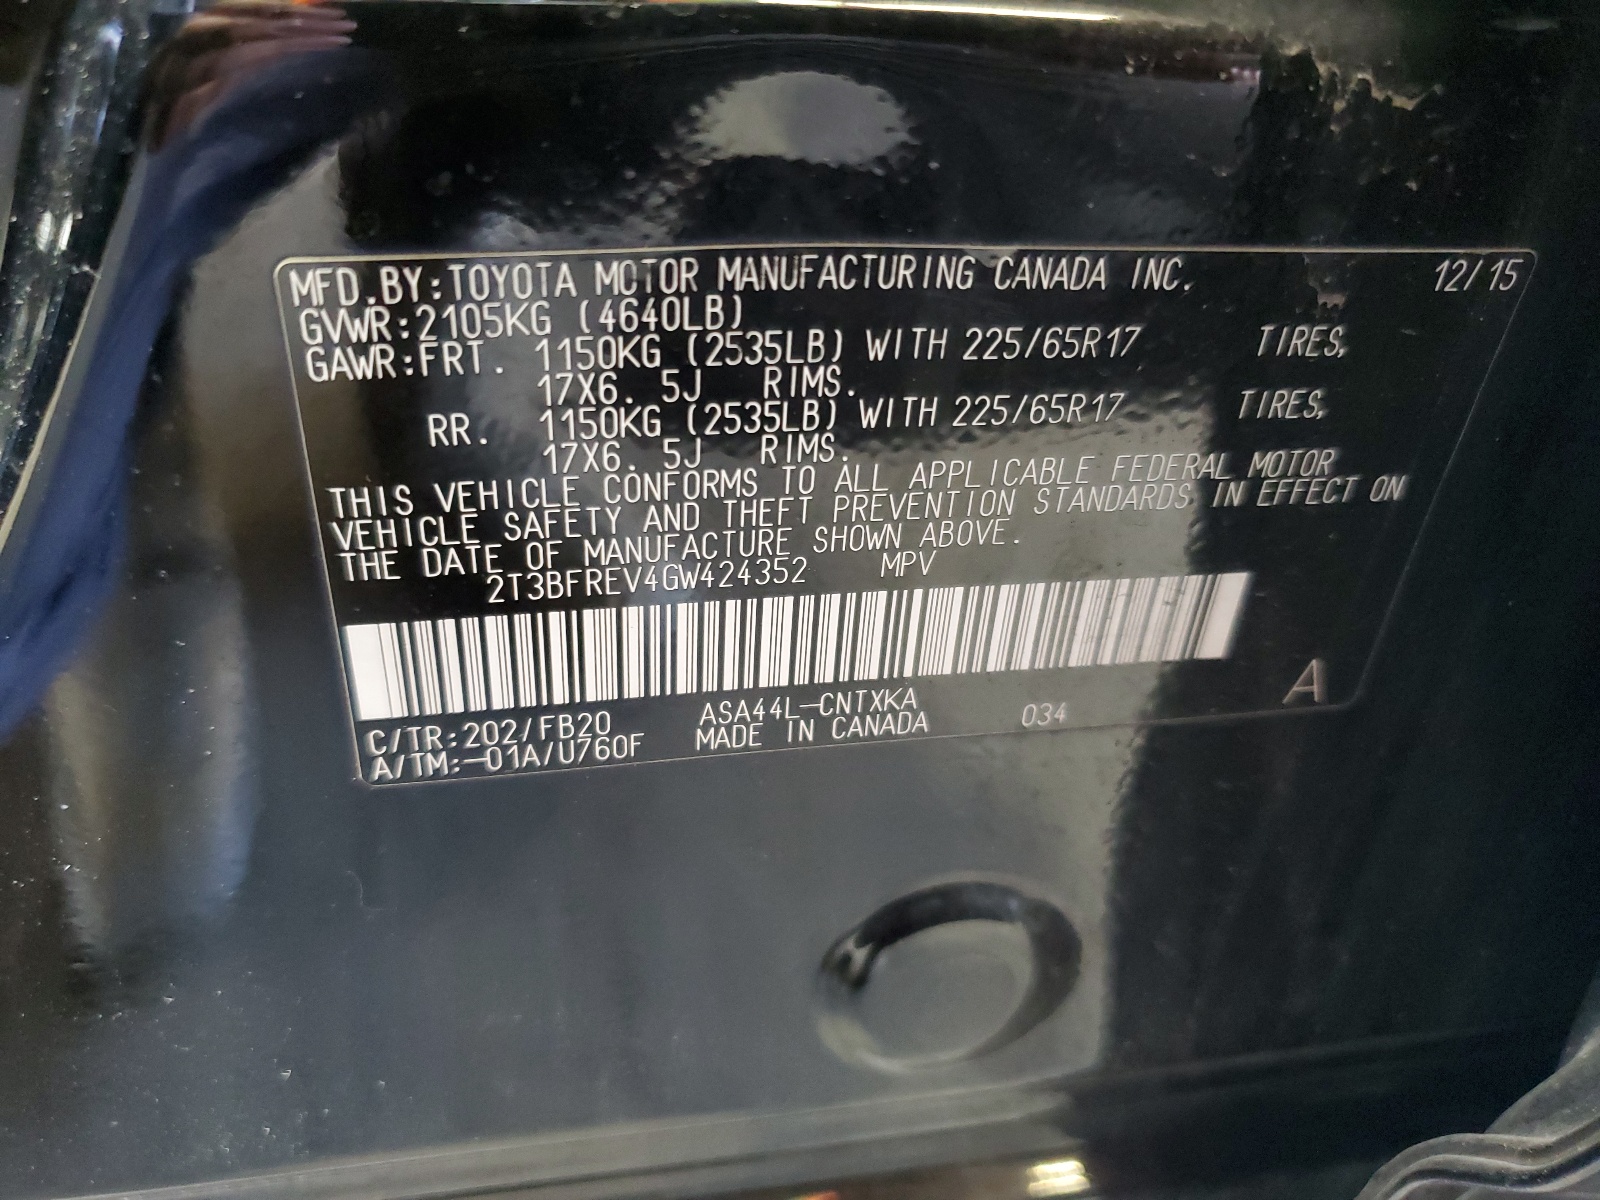 MFD.BY:TOYOTA MOTOR MANUFACTURING CANADA INC. 12/15
GVWR:2105KG (4640LB)
GAWR:FRT. 1150KG (2535LB) WITH 225/65R17 TIRES,
17X6.5J RIMS.
RR. 1150KG (2535LB) WITH 225/65R17 TIRES,
17X6.5J RIMS.
THIS VEHICLE CONFORMS TO ALL APPLICABLE FEDERAL MOTOR
VEHICLE SAFETY AND THEFT PREVENTION STANDARDS IN EFFECT ON
THE DATE OF MANUFACTURE SHOWN ABOVE.
2T3BFREV4GW424352 MPV
C/TR:202/FB20 ASA44L-CNTXKA 034 A
A/TM:-01A/U760F MADE IN CANADA